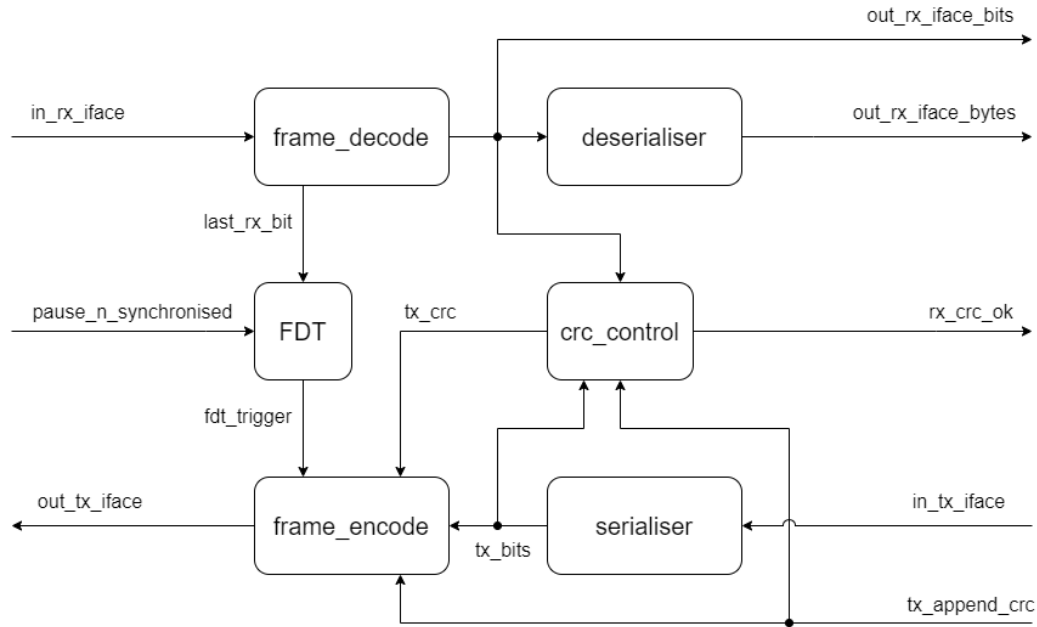 out_rx_iface_bits
in_rx_iface
frame_decode
deserialiser
out_rx_iface_bytes
last_rx_bit
pause_n_synchronised
FDT
tx_crc
crc_control
rx_crc_ok
fdt_trigger
out_tx_iface
frame_encode
tx_bits
serialiser
in_tx_iface
tx_append_crc